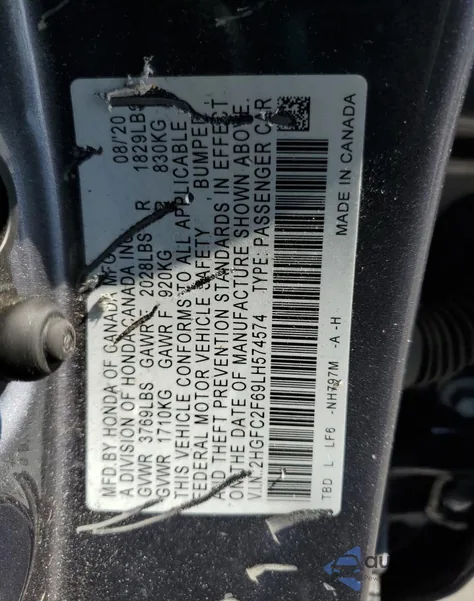 MFD.BY HONDA OF CANADA MFG. 08/'20
A DIVISION OF HONDA CANADA INC.
GVWR 3769LBS GAWR F 2028LBS R 1829LBS
GVWR 1710KG GAWR F 920KG R 830KG
THIS VEHICLE CONFORMS TO ALL APPLICABLE
FEDERAL MOTOR VEHICLE SAFETY , BUMPER,
AND THEFT PREVENTION STANDARDS IN EFFECT
ON THE DATE OF MANUFACTURE SHOWN ABOVE.
V.I.N.: 2HGFC2F69LH574574 TYPE: PASSENGER CAR
TBD L LF6 -NH797M -A -H MADE IN CANADA